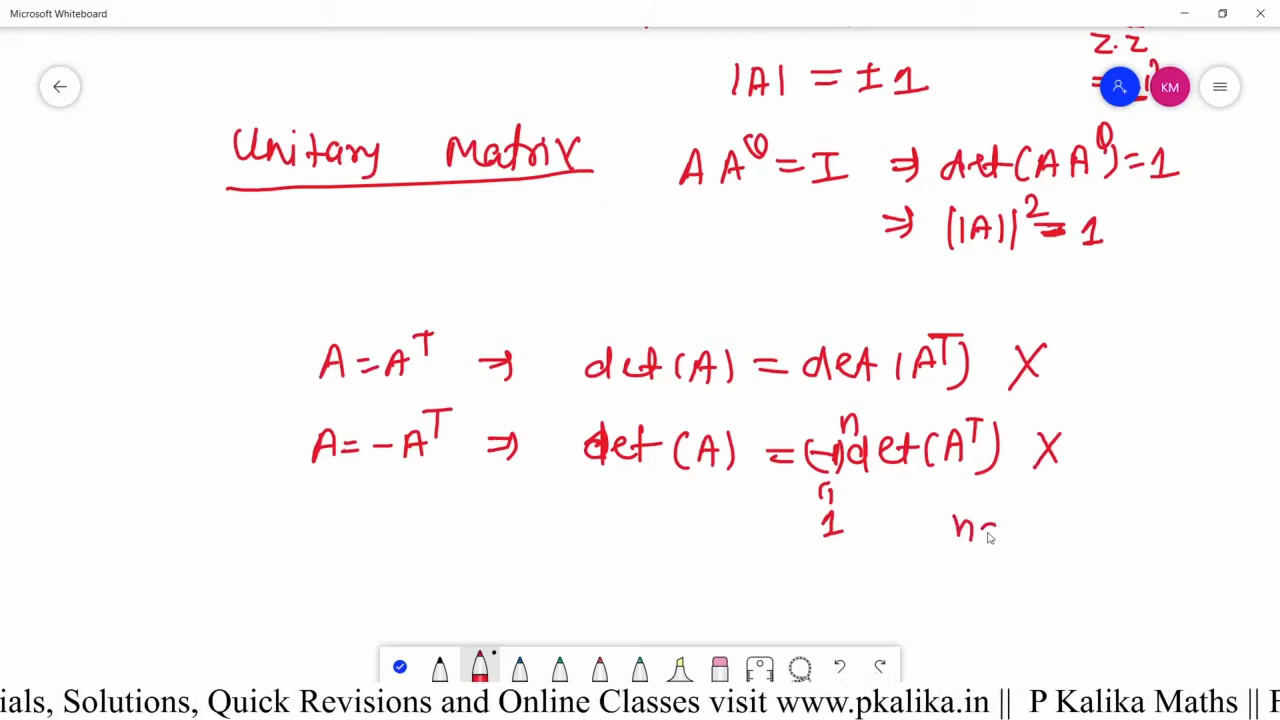 Microsoft Whiteboard
z.z
|A| = ±1
KM
Unitary Matrix AA^θ = I ⇒ det(AA^θ) = 1
⇒ ||A||² = 1
A = A^T ⇒ det(A) = det(A^T) X
A = -A^T ⇒ det(A) = (-1)^n det(A^T) X
1 n=
ials, Solutions, Quick Revisions and Online Classes visit www.pkalika.in || P Kalika Maths ||